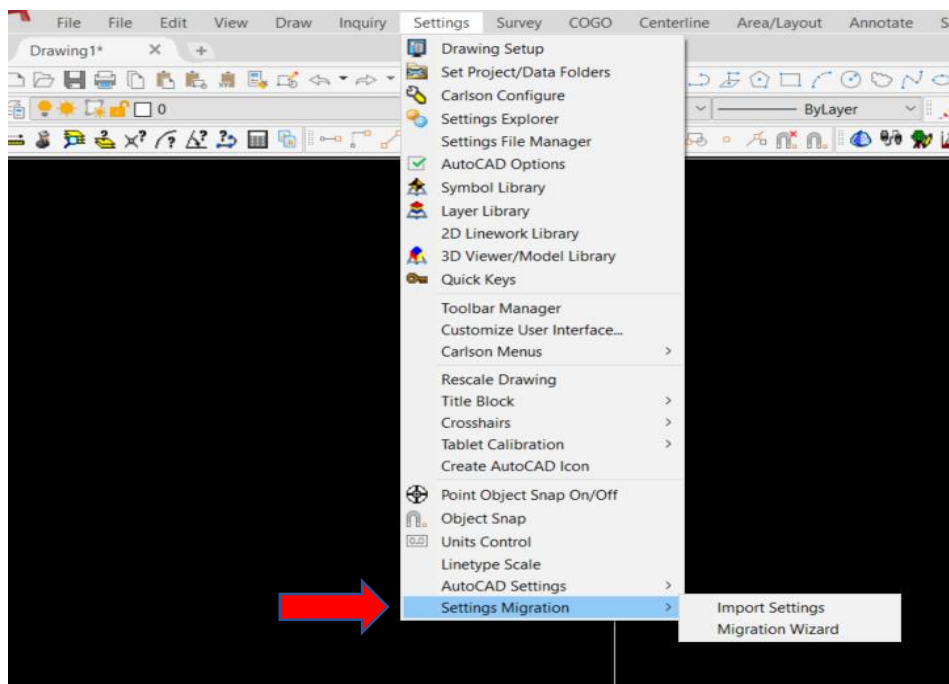 File File Edit View Draw Inquiry Settings Survey COGO Centerline Area/Layout Annotate S
Drawing1*
0
ByLayer
Drawing Setup
Set Project/Data Folders
Carlson Configure
Settings Explorer
Settings File Manager
AutoCAD Options
Symbol Library
Layer Library
2D Linework Library
3D Viewer/Model Library
Quick Keys
Toolbar Manager
Customize User Interface...
Carlson Menus
Rescale Drawing
Title Block
Crosshairs
Tablet Calibration
Create AutoCAD Icon
Point Object Snap On/Off
Object Snap
0.0 Units Control
Linetype Scale
AutoCAD Settings
Settings Migration
Import Settings
Migration Wizard